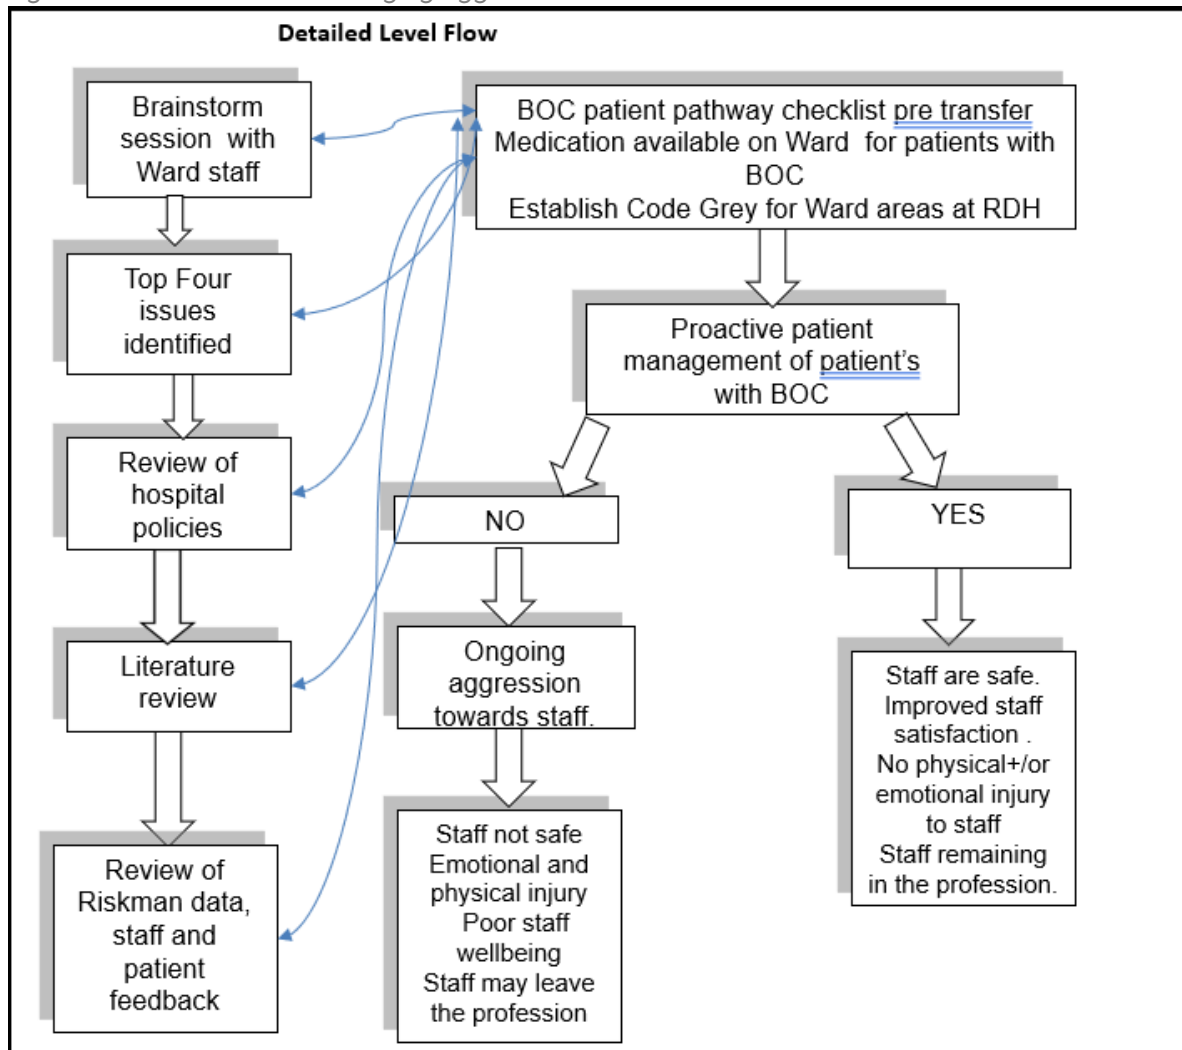 Detailed Level Flow
Brainstorm
session with
Ward staff
Top Four
issues
identified
Review of
hospital
policies
Literature
review
Review of
Riskman data,
staff and
patient
feedback
BOC patient pathway checklist pre transfer
Medication available on Ward for patients with
BOC
Establish Code Grey for Ward areas at RDH
Proactive patient
management of patient's
with BOC
NO
Ongoing
aggression
towards staff.
Staff not safe
Emotional and
physical injury
Poor staff
wellbeing
Staff may leave
the profession
YES
Staff are safe.
Improved staff
satisfaction .
No physical+/or
emotional injury
to staff
Staff remaining
in the profession.